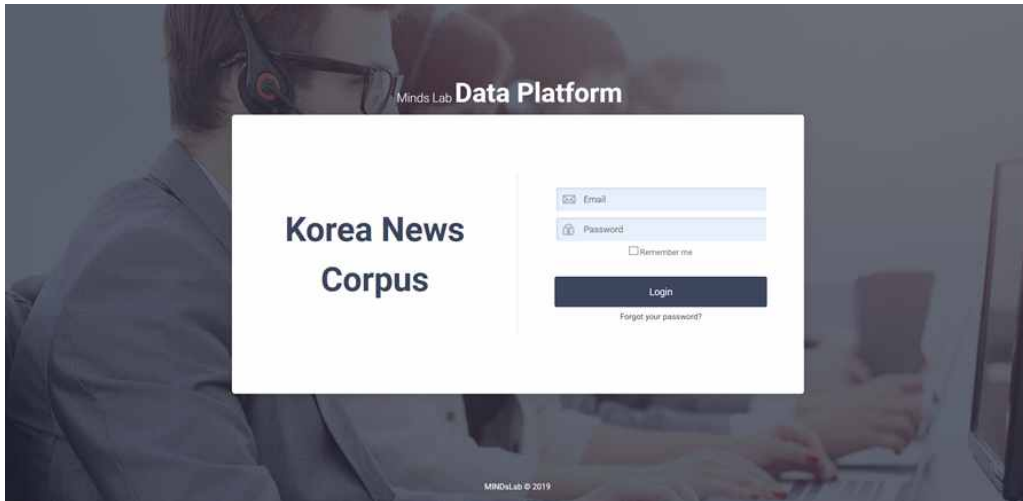 Minds Lab Data Platform
Korea News
Corpus
Email
Password
Remember me
Login
Forgot your password?
MINDsLab © 2019